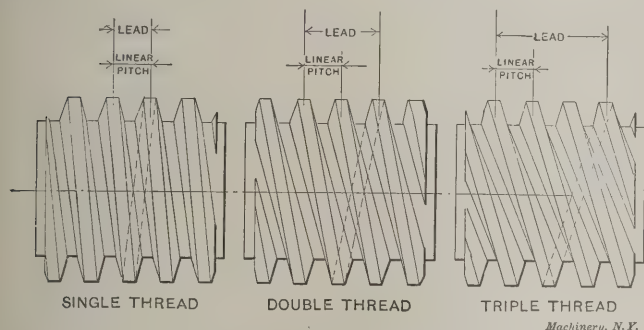 LEAD
LINEAR
PITCH
LEAD
LINEAR
PITCH
LEAD
LINEAR
PITCH
SINGLE THREAD
DOUBLE THREAD
TRIPLE THREAD
Machinery, N.Y.